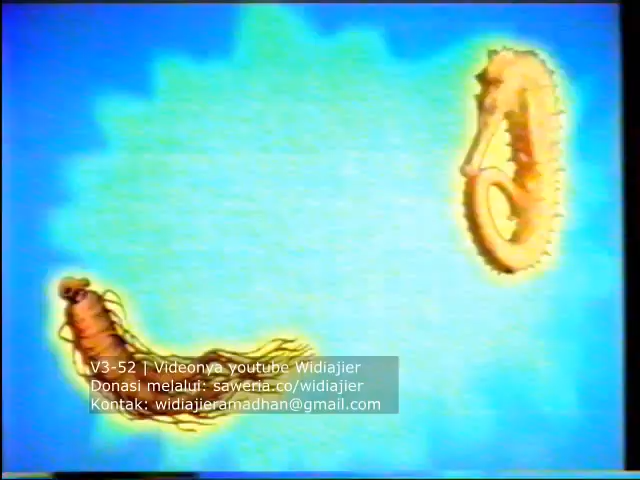 V3-52 | Videonya youtube Widiajier
Donasi melalui: saweria.co/widiajier
Kontak: widiajieramadhan@gmail.com